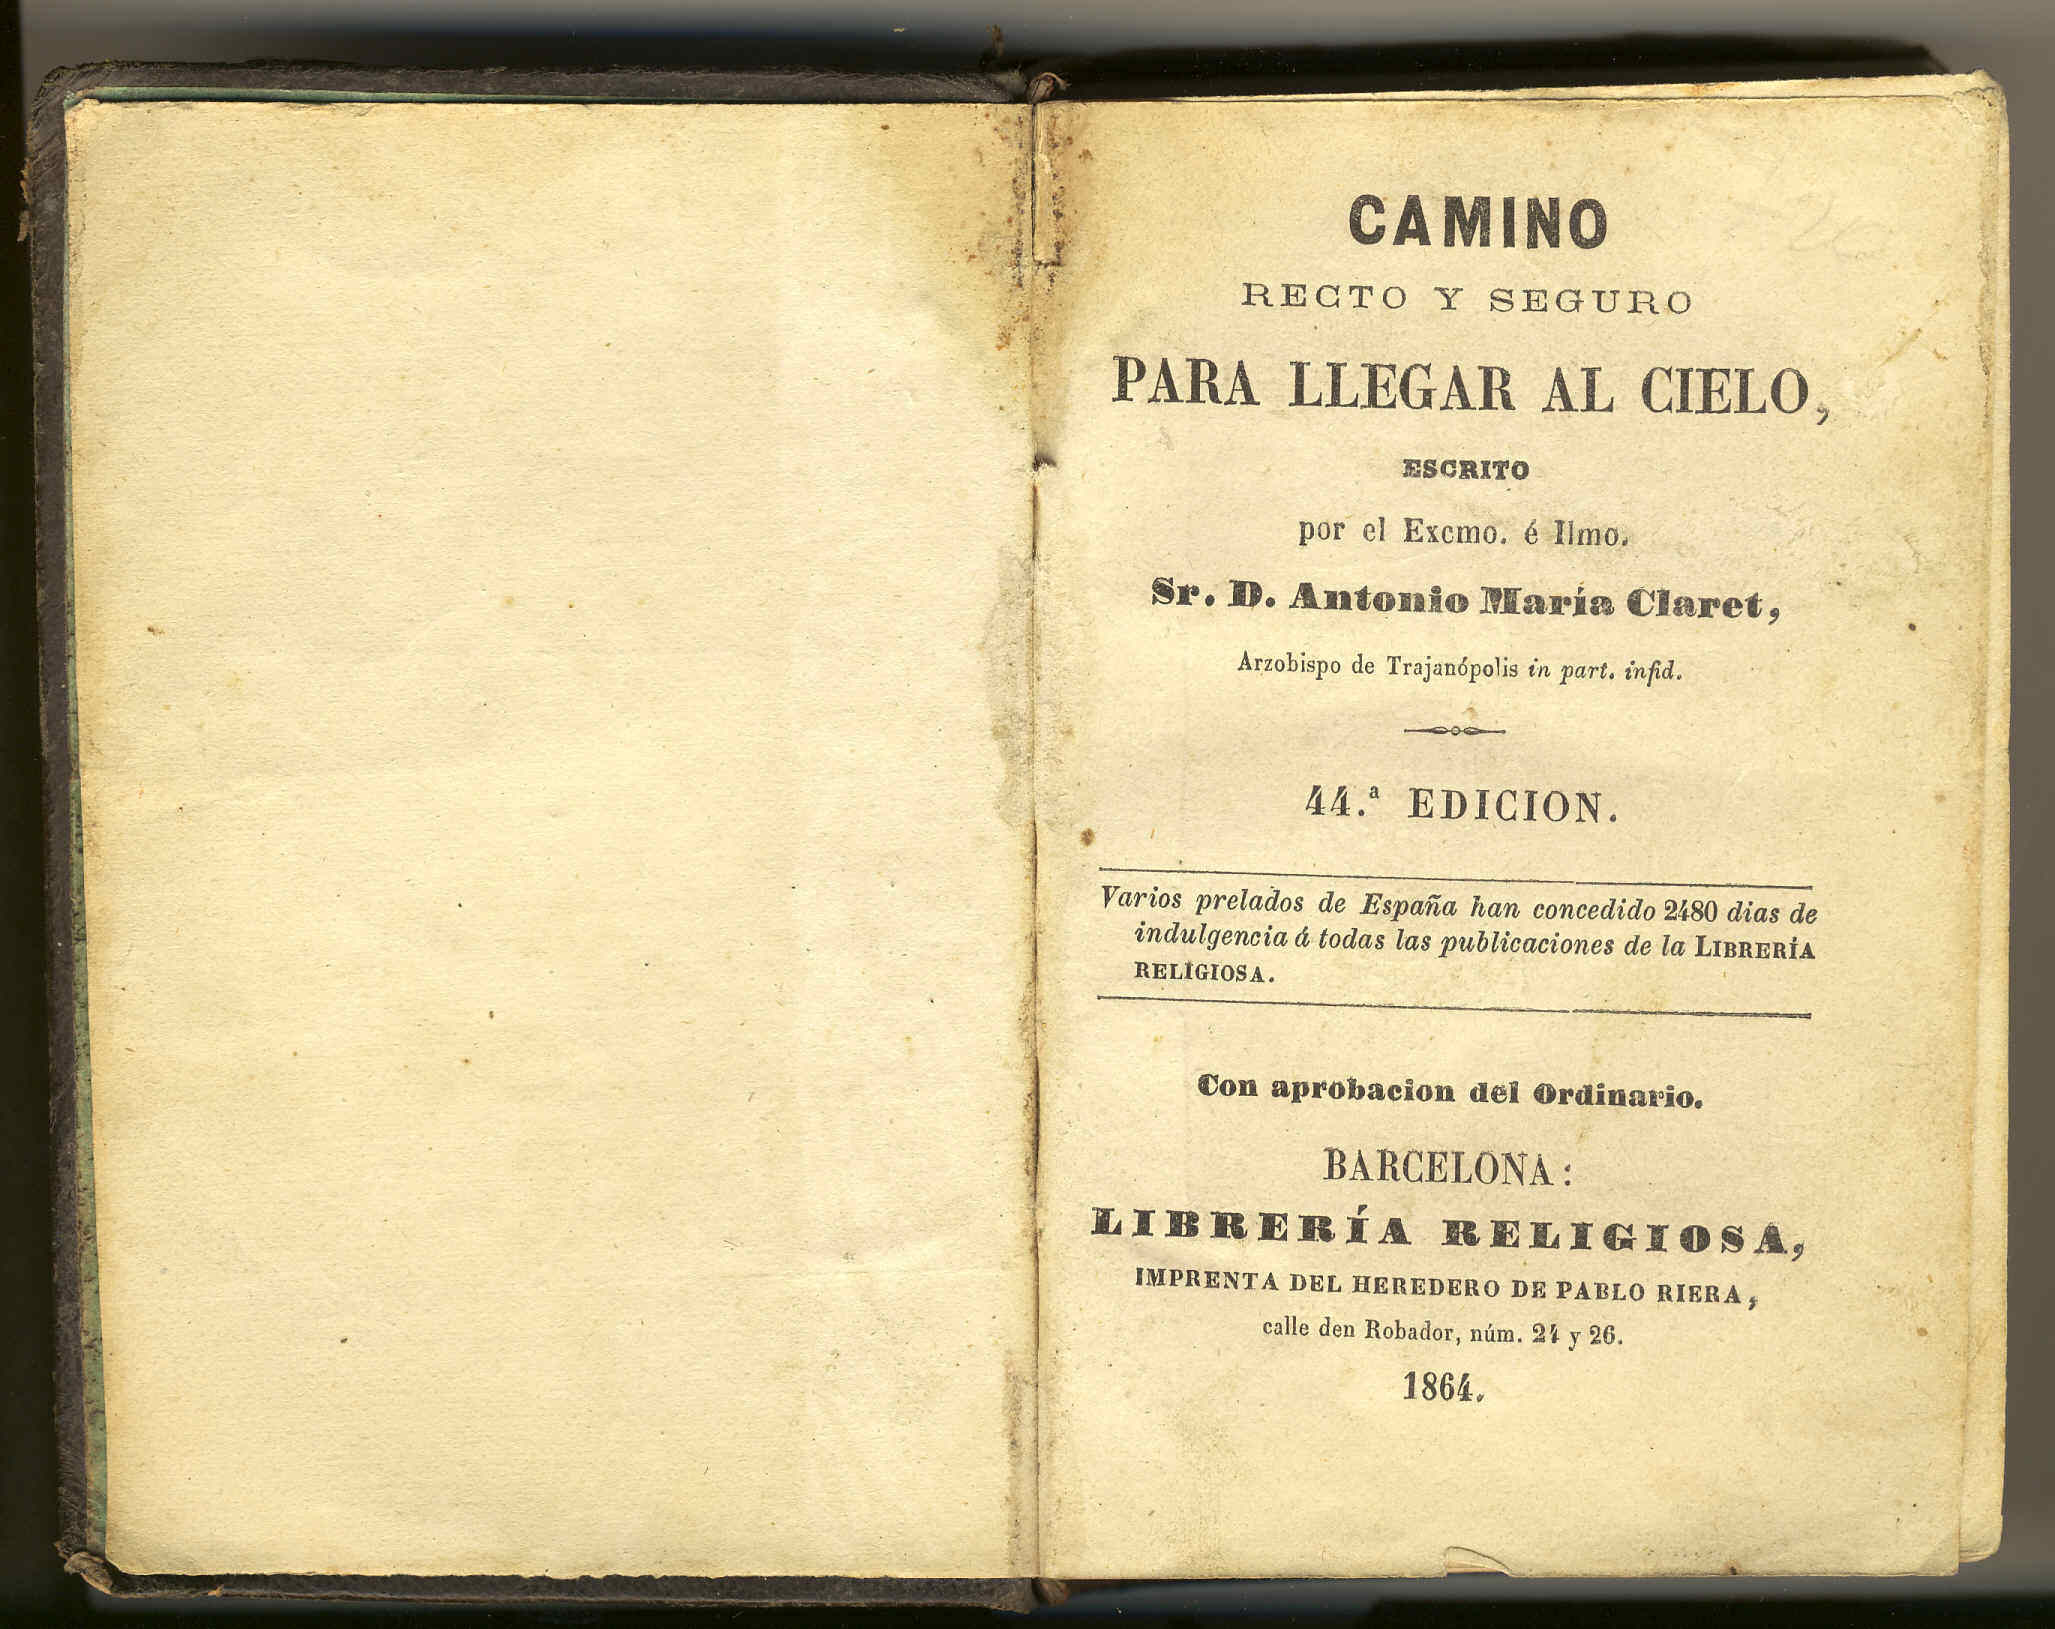 CAMINO
RECTO Y SEGURO
PARA LLEGAR AL CIELO,
ESCRITO
por el Excmo. é Ilmo.
Sr. D. Antonio María Claret,
Arzobispo de Trajanópolis in part. infid.
44.ª EDICION.
Varios prelados de España han concedido 2480 dias de
indulgencia á todas las publicaciones de la LIBRERÍA
RELIGIOSA.
Con aprobacion del Ordinario.
BARCELONA:
LIBRERÍA RELIGIOSA,
IMPRENTA DEL HEREDERO DE PABLO RIERA,
calle den Robador, núm. 24 y 26.
1864.